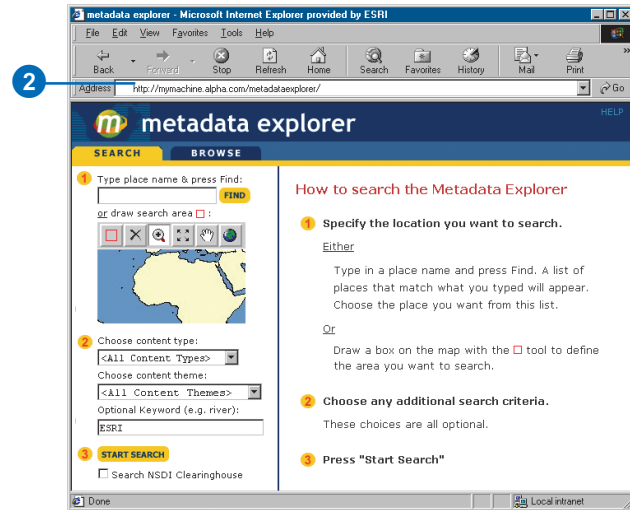 metadata explorer - Microsoft Internet Explorer provided by ESRI
File Edit View Favorites Tools Help
Back Forward Stop Refresh Home Search Favorites History Mail Print »
2
Address http://mymachine.alpha.com/metadataexplorer/ Go
m metadata explorer HELP
SEARCH BROWSE
1 Type place name & press Find:
FIND
or draw search area :
2 Choose content type:
<All Content Types>
Choose content theme:
<All Content Themes>
Optional Keyword (e.g. river):
ESRI
3 START SEARCH
Search NSDI Clearinghouse
How to search the Metadata Explorer
1 Specify the location you want to search.
Either
Type in a place name and press Find. A list of
places that match what you typed will appear.
Choose the place you want from this list.
Or
Draw a box on the map with the tool to define
the area you want to search.
2 Choose any additional search criteria.
These choices are all optional.
3 Press "Start Search"
Done Local intranet